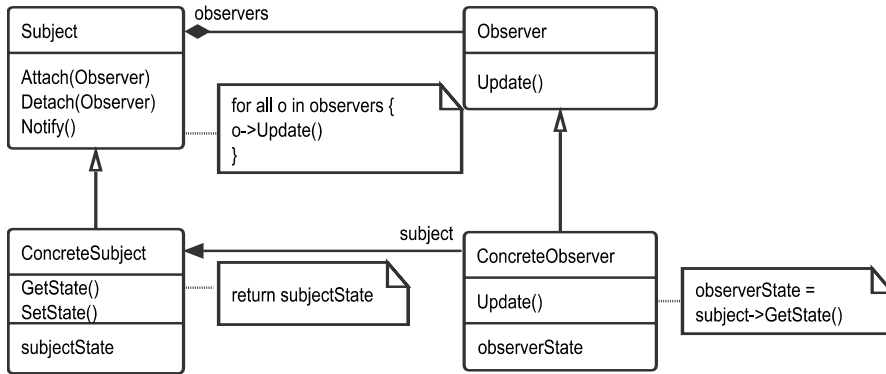 Subject
observers
Observer
Attach(Observer)
Detach(Observer)
Notify()
for all o in observers {
o->Update()
}
Update()
ConcreteSubject
GetState()
SetState()
subjectState
return subjectState
subject
ConcreteObserver
Update()
observerState
observerState =
subject->GetState()